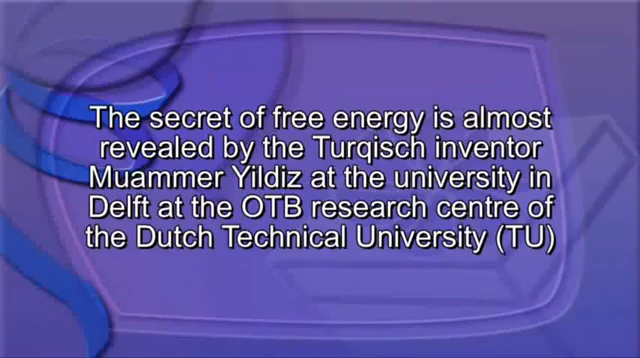 The secret of free energy is almost
revealed by the Turqisch inventor
Muammer Yildiz at the university in
Delft at the OTB research centre of
the Dutch Technical University (TU)